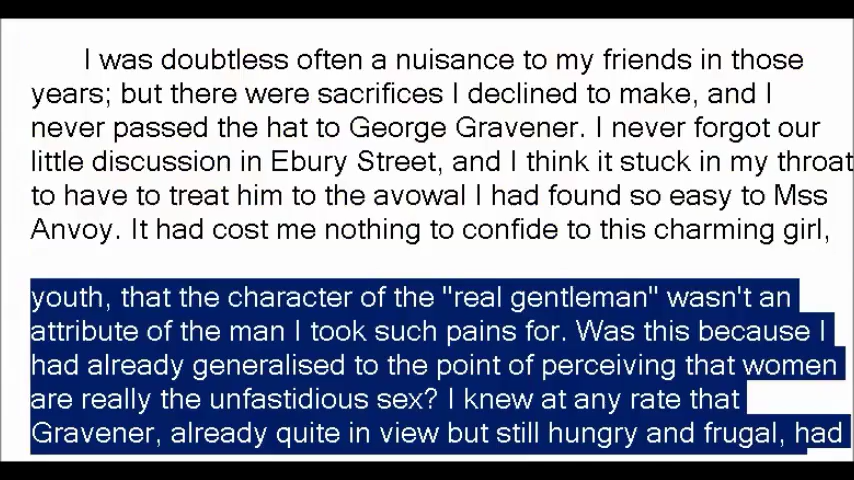 I was doubtless often a nuisance to my friends in those
years; but there were sacrifices I declined to make, and I
never passed the hat to George Gravener. I never forgot our
little discussion in Ebury Street, and I think it stuck in my throat
to have to treat him to the avowal I had found so easy to Mss
Anvoy. It had cost me nothing to confide to this charming girl,
youth, that the character of the "real gentleman" wasn't an
attribute of the man I took such pains for. Was this because I
had already generalised to the point of perceiving that women
are really the unfastidious sex? I knew at any rate that
Gravener, already quite in view but still hungry and frugal, had